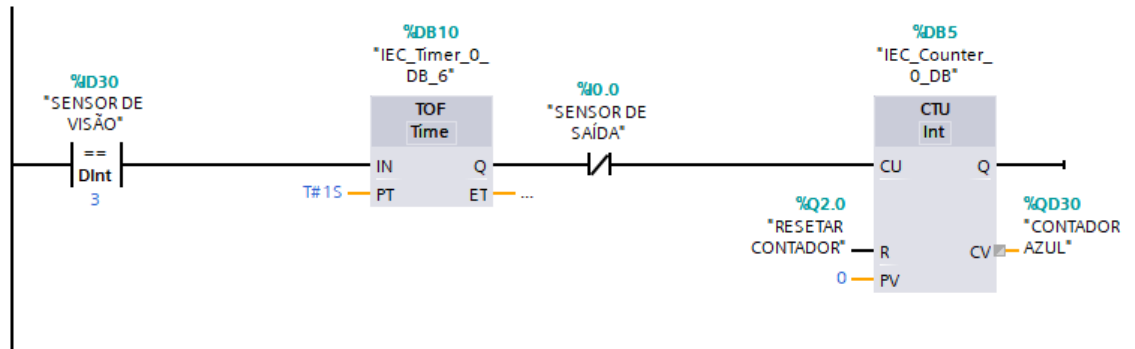 %DB10
"IEC_Timer_0_
DB_6"
%DB5
"IEC_Counter_
0_DB"
%ID30
"SENSOR DE
VISÃO"
%I0.0
"SENSOR DE
SAÍDA"
TOF
Time
CTU
Int
==
DInt
3
IN
Q
CU
Q
T#1S
PT
ET
...
%Q2.0
"RESETAR
CONTADOR"
R
%QD30
"CONTADOR
AZUL"
CV
0
PV